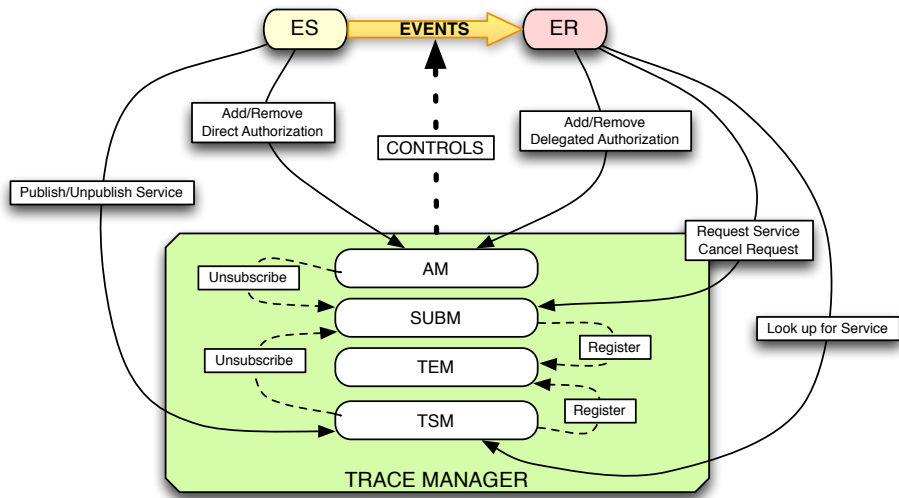 ES
EVENTS
ER
Add/Remove
Direct Authorization
Add/Remove
Delegated Authorization
CONTROLS
Publish/Unpublish Service
Request Service
Cancel Request
AM
Unsubscribe
SUBM
Look up for Service
Register
Unsubscribe
TEM
Register
TSM
TRACE MANAGER